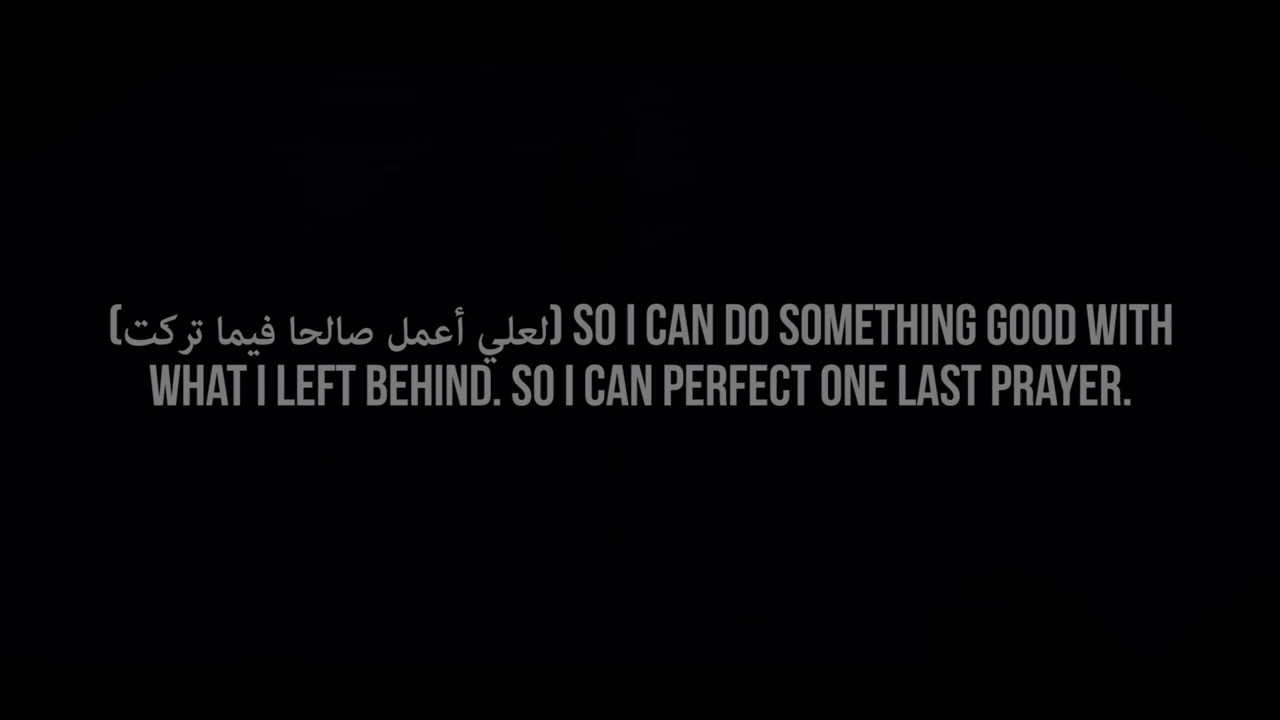 (لعلي أعمل صالحا فيما تركت) SO I CAN DO SOMETHING GOOD WITH
WHAT I LEFT BEHIND. SO I CAN PERFECT ONE LAST PRAYER.